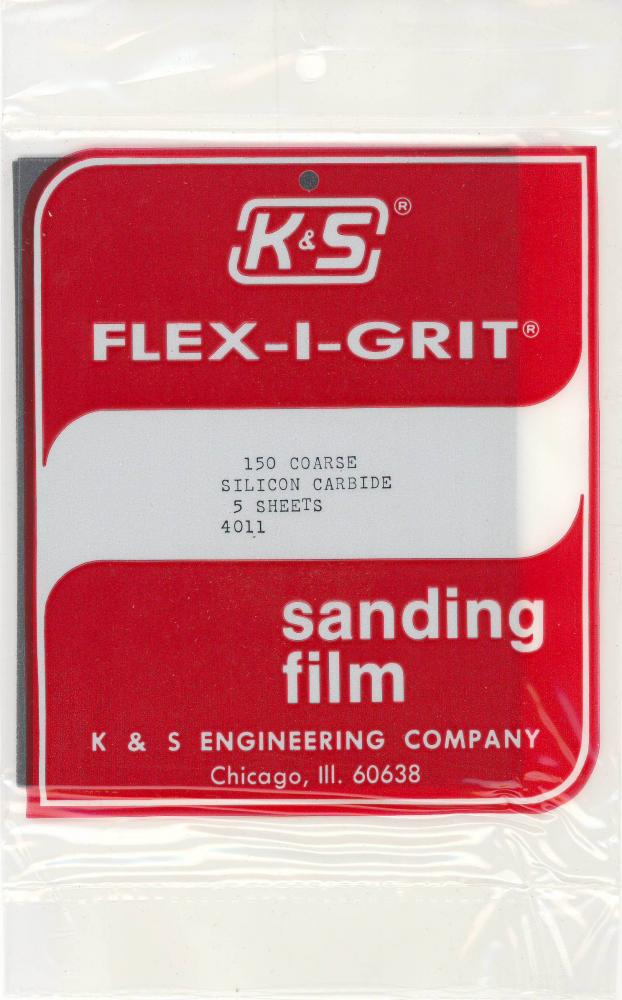 K&S®
FLEX-I-GRIT®
150 COARSE
SILICON CARBIDE
5 SHEETS
4011
sanding
film
K & S ENGINEERING COMPANY
Chicago, Ill. 60638